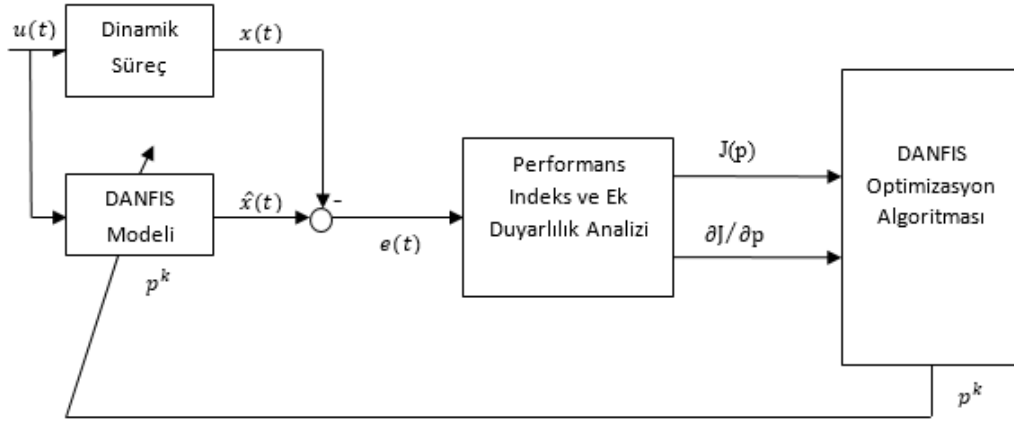 u(t)
Dinamik
Süreç
x(t)
DANFIS
Modeli
x̂(t)
-
e(t)
p^k
Performans
Indeks ve Ek
Duyarlılık Analizi
J(p)
∂J/∂p
DANFIS
Optimizasyon
Algoritması
p^k